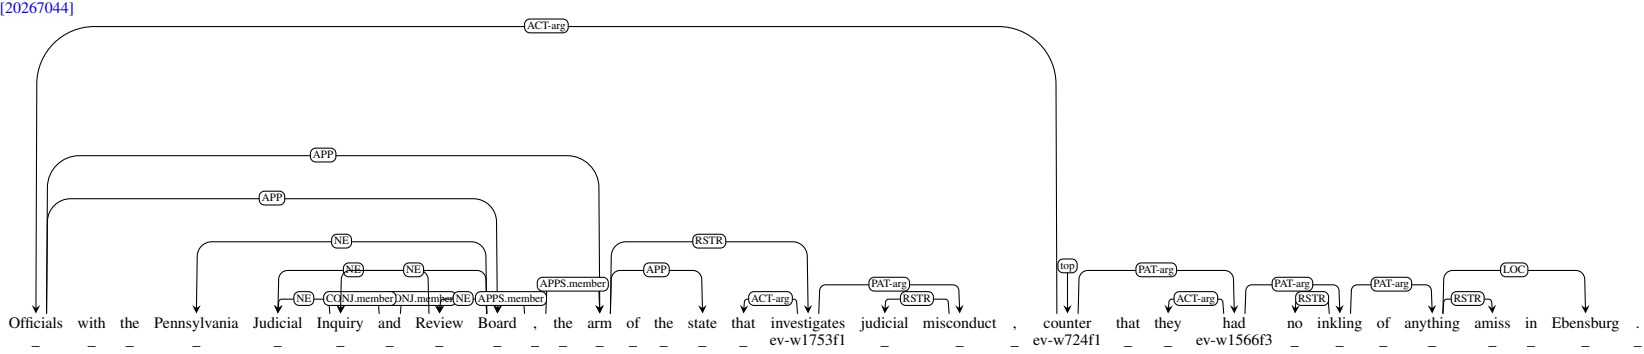 [20267044]
ACT-arg
APP
APP
NE RSTR
NE NE APP top PAT-arg LOC
APPS.member PAT-arg PAT-arg PAT-arg
NE CONJ.member ONJ.member NE APPS.member ACT-arg RSTR ACT-arg RSTR RSTR
Officials with the Pennsylvania Judicial Inquiry and Review Board , the arm of the state that investigates judicial misconduct , counter that they had no inkling of anything amiss in Ebensburg .
_ _ _ _ _ _ _ _ _ _ _ _ _ _ _ _ ev-w1753f1 _ _ _ ev-w724f1 _ _ ev-w1566f3 _ _ _ _ _ _ _ _